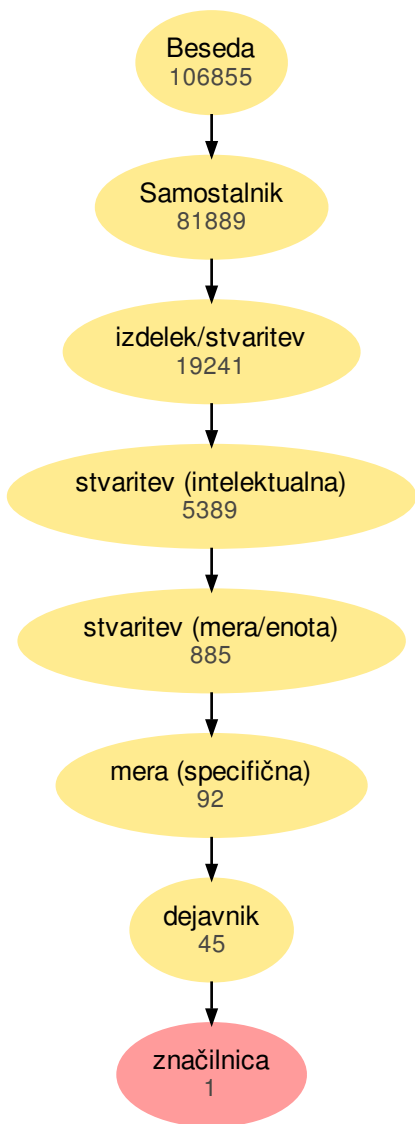 Beseda
106855
Samostalnik
81889
izdelek/stvaritev
19241
stvaritev (intelektualna)
5389
stvaritev (mera/enota)
885
mera (specifična)
92
dejavnik
45
značilnica
1